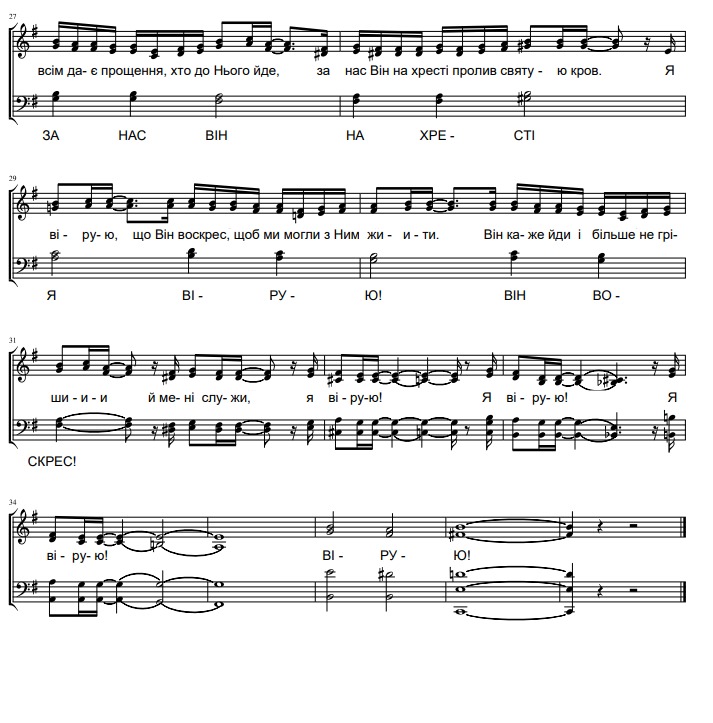 27
всім да- є прощення, хто до Нього йде, за нас Він на хресті пролив святу - ю кров. Я
ЗА НАС ВІН НА ХРЕ - СТІ
29
ві - ру-ю, що Він воскрес, щоб ми могли з Ним жи - и - ти. Він ка- же йди і більше не грі-
Я ВІ - РУ - Ю! ВІН ВО -
31
ши - и - и й ме- ні слу- жи, я ві - ру-ю! Я ві - ру- ю! Я
СКРЕС!
34
ві - ру- ю! ВІ - РУ - Ю!